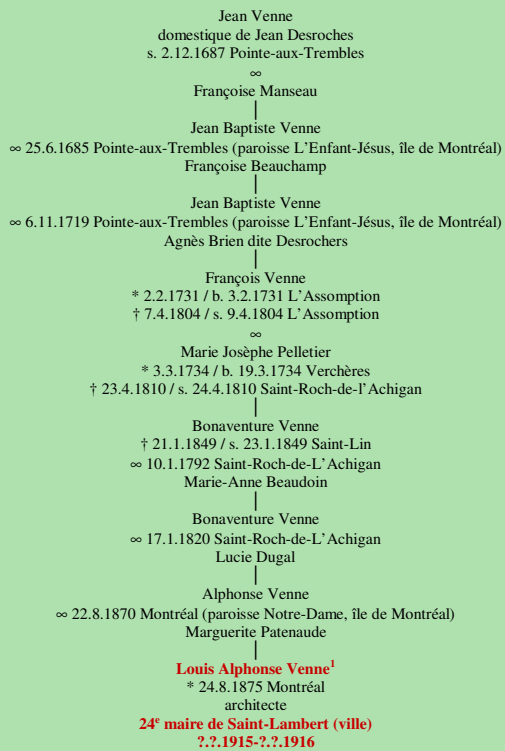 Jean Venne
domestique de Jean Desroches
s. 2.12.1687 Pointe-aux-Trembles
∞
Françoise Manseau
Jean Baptiste Venne
∞ 25.6.1685 Pointe-aux-Trembles (paroisse L'Enfant-Jésus, île de Montréal)
Françoise Beauchamp
Jean Baptiste Venne
∞ 6.11.1719 Pointe-aux-Trembles (paroisse L'Enfant-Jésus, île de Montréal)
Agnès Brien dite Desrochers
François Venne
* 2.2.1731 / b. 3.2.1731 L'Assomption
† 7.4.1804 / s. 9.4.1804 L'Assomption
∞
Marie Josèphe Pelletier
* 3.3.1734 / b. 19.3.1734 Verchères
† 23.4.1810 / s. 24.4.1810 Saint-Roch-de-l'Achigan
Bonaventure Venne
† 21.1.1849 / s. 23.1.1849 Saint-Lin
∞ 10.1.1792 Saint-Roch-de-L'Achigan
Marie-Anne Beaudoin
Bonaventure Venne
∞ 17.1.1820 Saint-Roch-de-L'Achigan
Lucie Dugal
Alphonse Venne
∞ 22.8.1870 Montréal (paroisse Notre-Dame, île de Montréal)
Marguerite Patenaude
Louis Alphonse Venne¹
* 24.8.1875 Montréal
architecte
24ᵉ maire de Saint-Lambert (ville)
?.?.1915-?.?.1916